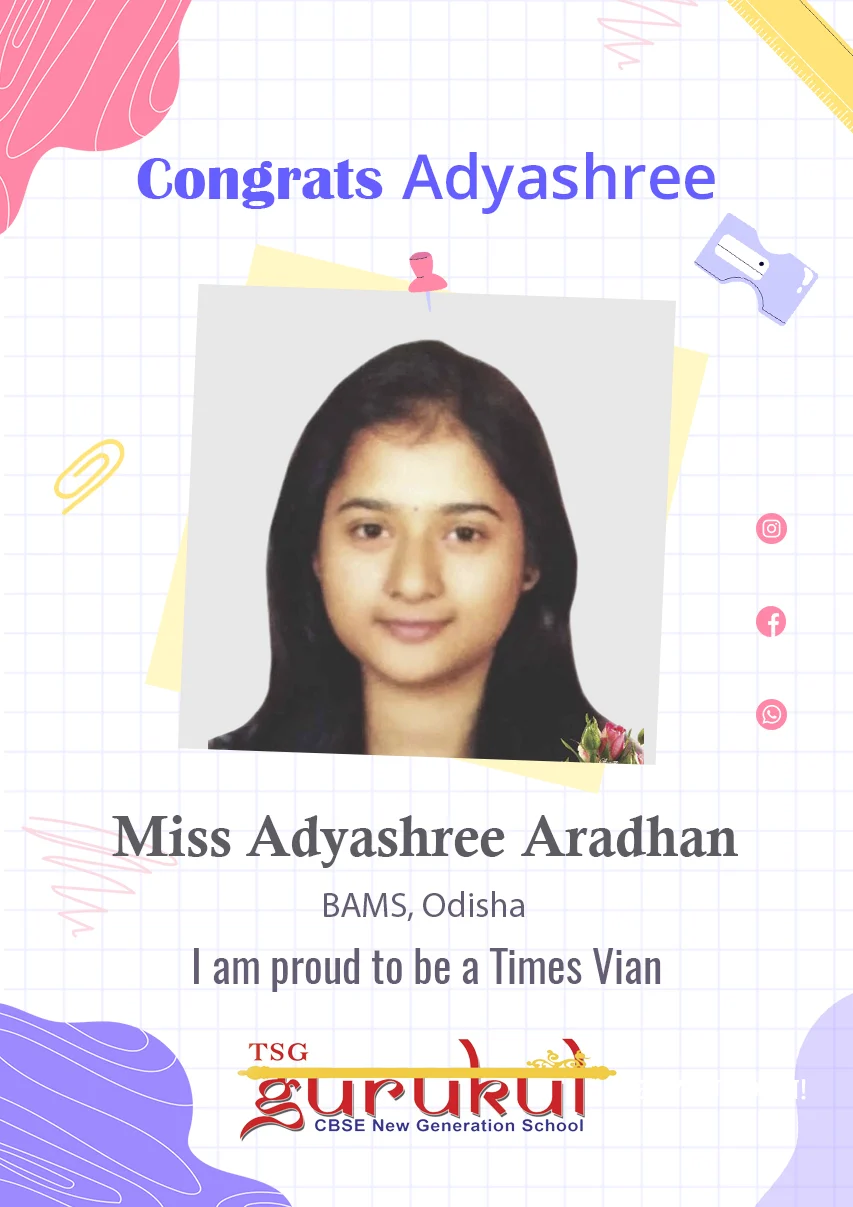 Congrats Adyashree
Miss Adyashree Aradhan
BAMS, Odisha
I am proud to be a Times Vian
TSG
gurukul
CBSE New Generation School